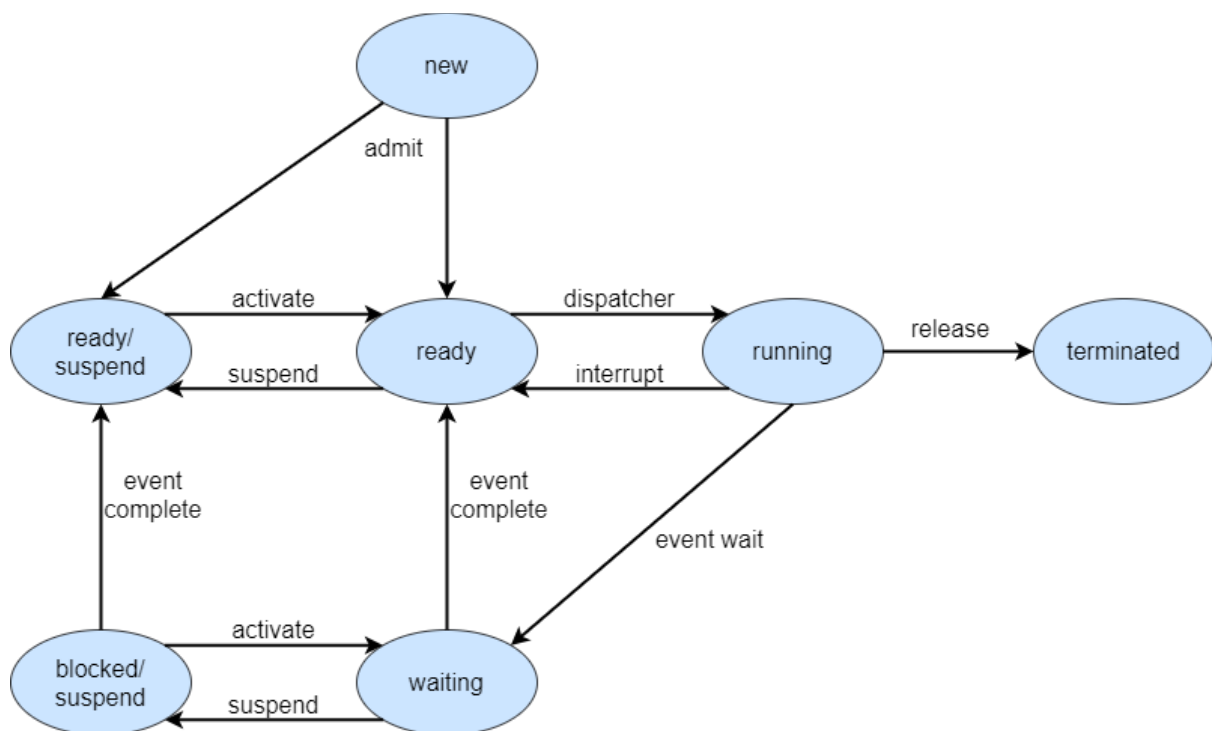 new
admit
activate
dispatcher
ready/
suspend
ready
running
release
terminated
suspend
interrupt
event
complete
event
complete
event wait
activate
blocked/
suspend
waiting
suspend